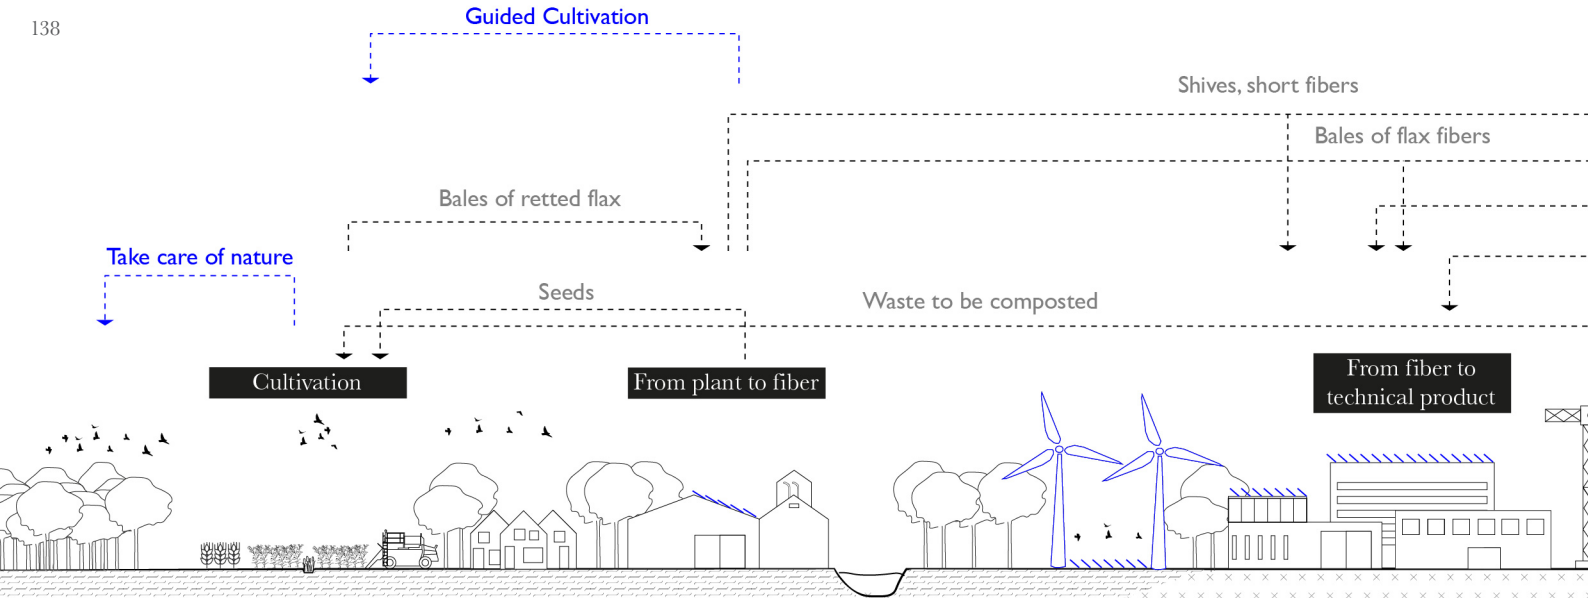 138
Guided Cultivation
Shives, short fibers
Bales of flax fibers
Bales of retted flax
Take care of nature
Seeds
Waste to be composted
Cultivation
From plant to fiber
From fiber to
technical product